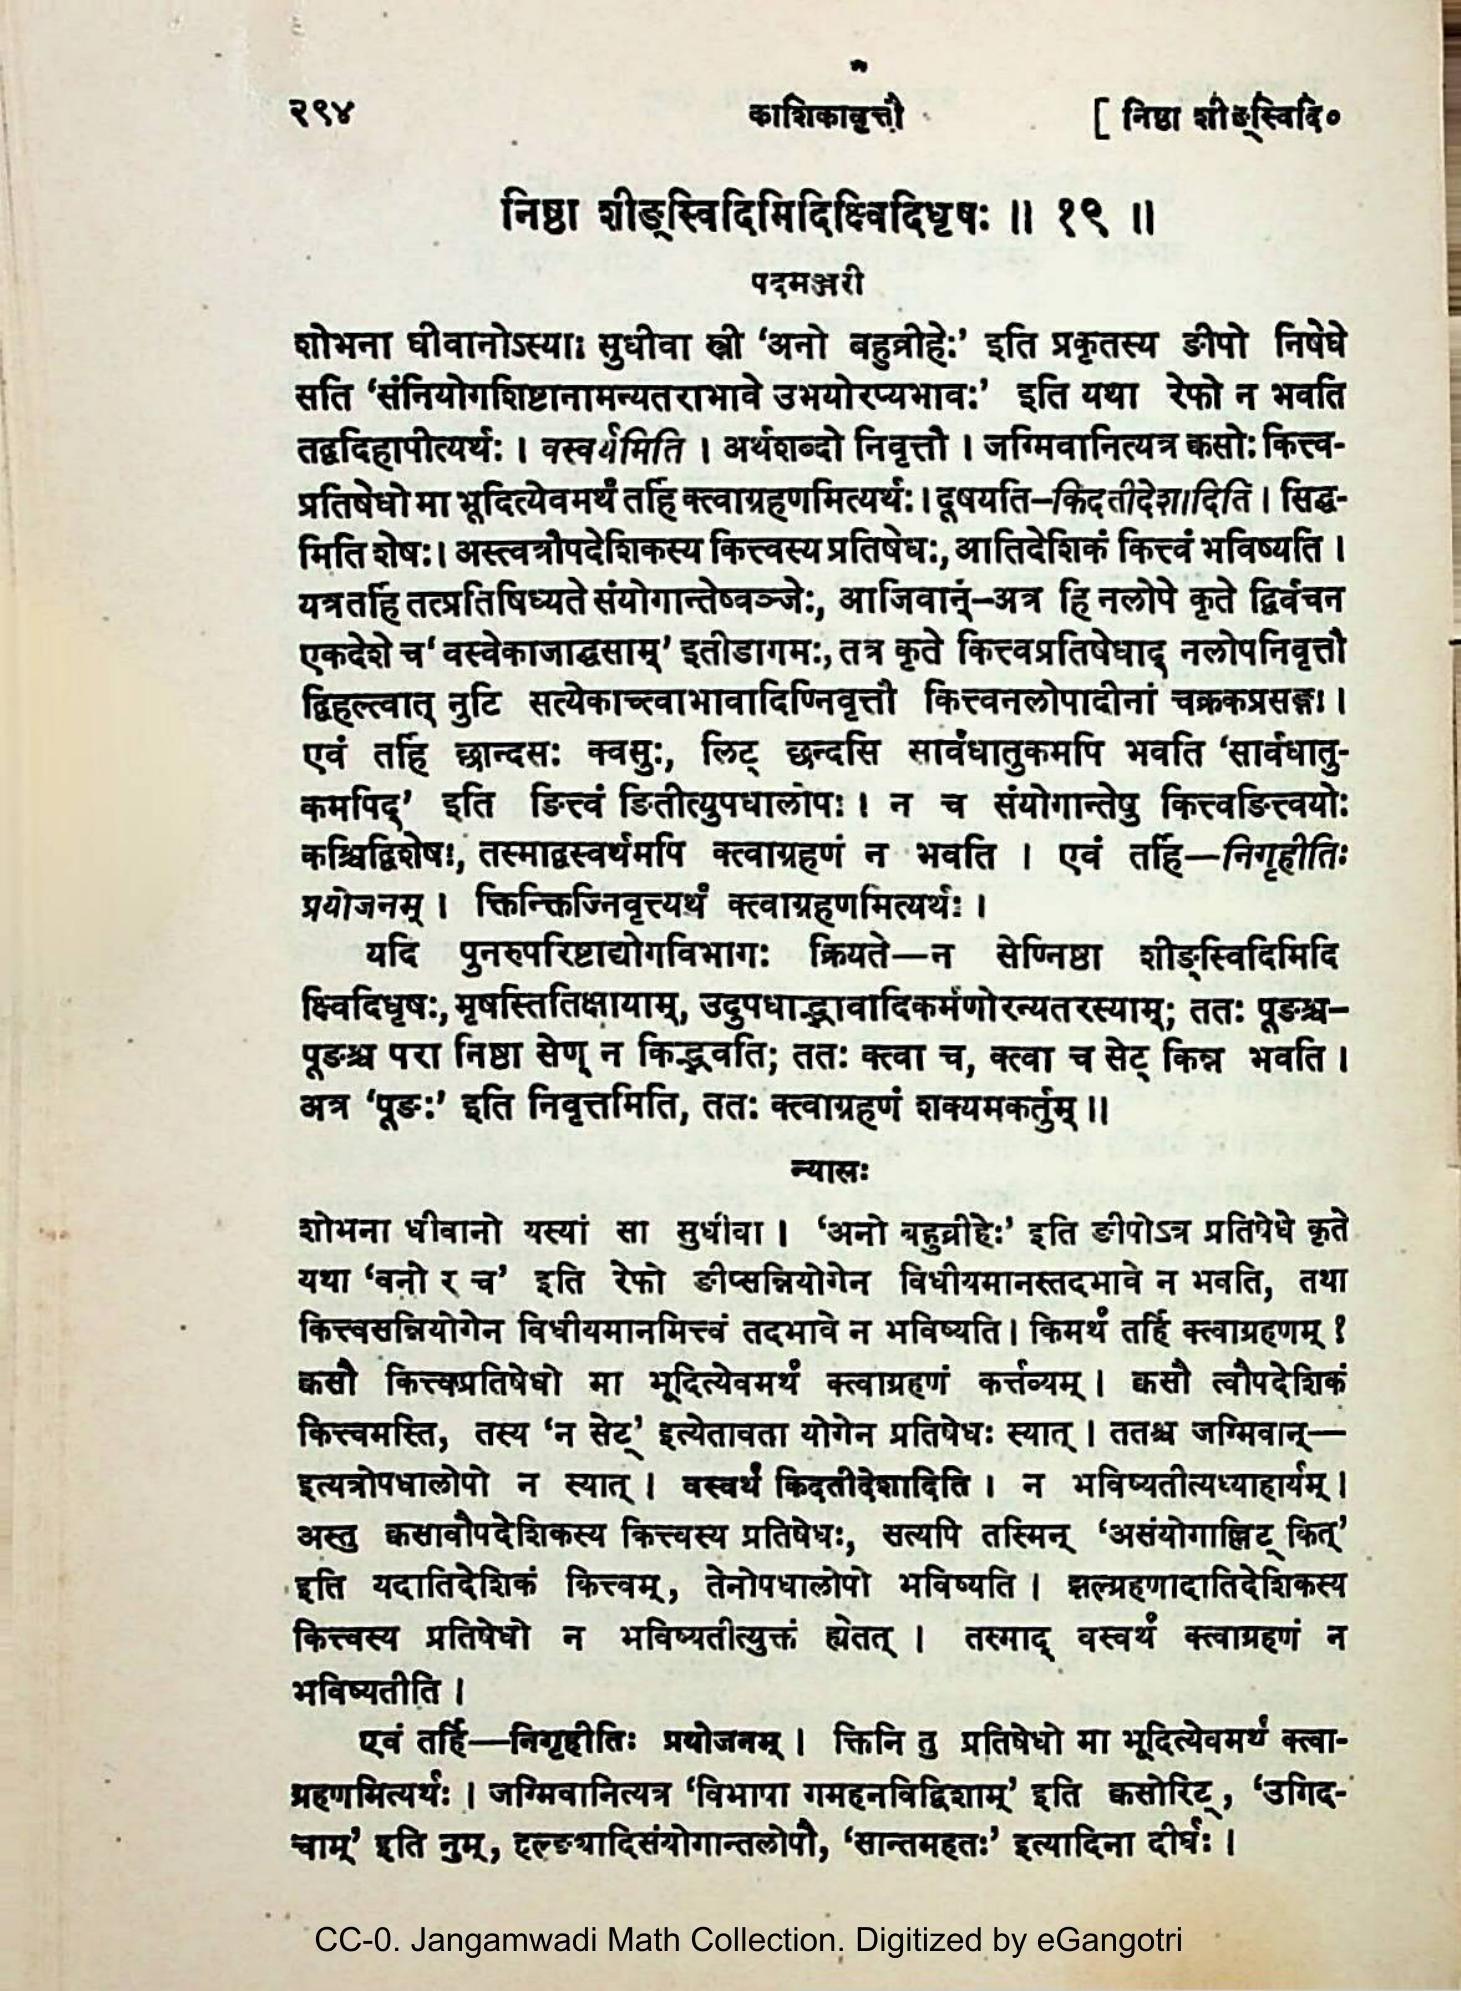 २९४ काशिकावृत्तौ [ निष्ठा शीङ्स्विदि०
निष्ठा शीङ्स्विदिमिदिक्ष्विदिधृषः ॥ १९ ॥
पदमञ्जरी
शोभना धीवानोऽस्याः सुधीवा स्त्री ‘अनो बहुव्रीहेः’ इति प्रकृतस्य ङीपो निषेधे
सति ‘संनियोगशिष्टानामन्यतराभावे उभयोरप्यभावः’ इति यथा रेफो न भवति
तद्वदिहापीत्यर्थः । वस्वर्थमिति । अर्थशब्दो निवृत्तौ । जग्मिवानित्यत्र क्वसोः कित्त्व-
प्रतिषेधो मा भूदित्येवमर्थं तर्हि क्त्वाग्रहणमित्यर्थः । दूषयति–किदतीदेशादिति । सिद्ध-
मिति शेषः । अस्त्वत्रौपदेशिकस्य कित्त्वस्य प्रतिषेधः, आतिदेशिकं कित्त्वं भविष्यति ।
यत्र तर्हि तत्प्रतिषिध्यते संयोगान्तेष्वञ्जेः, आजिवान्–अत्र हि नलोपे कृते द्विर्वचन
एकदेशे च ‘वस्वेकाजाद्धसाम्’ इतीडागमः, तत्र कृते कित्त्वप्रतिषेधाद् नलोपनिवृत्तौ
द्विहल्त्वात् नुटि सत्येकाच्त्वाभावादिण्निवृत्तौ कित्त्वनलोपादीनां चक्रकप्रसङ्गः ।
एवं तर्हि छान्दसः क्वसुः, लिट् छन्दसि सार्वधातुकमपि भवति ‘सार्वधातु-
कमपिद्’ इति ङित्त्वं ङितीत्युपधालोपः । न च संयोगान्तेषु कित्त्वङित्त्वयोः
कश्चिद्विशेषः, तस्माद्वस्वर्थमपि क्त्वाग्रहणं न भवति । एवं तर्हि—निगृहीतिः
प्रयोजनम् । क्तिन्क्तिज्निवृत्त्यर्थं क्त्वाग्रहणमित्यर्थः ।
यदि पुनरुपरिष्टाद्योगविभागः क्रियते—न सेण्निष्ठा शीङ्स्विदिमिदि
क्ष्विदिधृषः, मृषस्तितिक्षायाम्, उदुपधाद्भावादिकर्मणोरन्यतरस्याम्; ततः पूङश्च–
पूङश्च परा निष्ठा सेण् न किद्भवति; ततः क्त्वा च, क्त्वा च सेट् किन्न भवति ।
अत्र ‘पूङः’ इति निवृत्तमिति, ततः क्त्वाग्रहणं शक्यमकर्तुम् ॥
न्यासः
शोभना धीवानो यस्यां सा सुधीवा । ‘अनो बहुव्रीहेः’ इति ङीपोऽत्र प्रतिषेधे कृते
यथा ‘वनो र च’ इति रेफो ङीप्सन्नियोगेन विधीयमानस्तदभावे न भवति, तथा
कित्त्वसन्नियोगेन विधीयमानमित्त्वं तदभावे न भविष्यति । किमर्थं तर्हि क्त्वाग्रहणम् ?
क्वसौ कित्त्वप्रतिषेधो मा भूदित्येवमर्थं क्त्वाग्रहणं कर्त्तव्यम् । क्वसौ त्वौपदेशिकं
कित्त्वमस्ति, तस्य ‘न सेट्’ इत्येतावता योगेन प्रतिषेधः स्यात् । ततश्च जग्मिवान्—
इत्यत्रोपधालोपो न स्यात् । वस्वर्थं किदतीदेशादिति । न भविष्यतीत्यध्याहार्यम् ।
अस्तु क्वसावौपदेशिकस्य कित्त्वस्य प्रतिषेधः, सत्यपि तस्मिन् ‘असंयोगाल्लिट् कित्’
इति यदातिदेशिकं कित्त्वम्, तेनोपधालोपो भविष्यति । झल्ग्रहणादातिदेशिकस्य
कित्त्वस्य प्रतिषेधो न भविष्यतीत्युक्तं ह्येतत् । तस्माद् वस्वर्थं क्त्वाग्रहणं न
भविष्यतीति ।
एवं तर्हि—निगृहीतिः प्रयोजनम् । क्तिनि तु प्रतिषेधो मा भूदित्येवमर्थं क्त्वा-
ग्रहणमित्यर्थः । जग्मिवानित्यत्र ‘विभाषा गमहनविद्विशाम्’ इति क्वसोरिट्, ‘उगिद-
चाम्’ इति नुम्, हल्ङ्यादिसंयोगान्तलोपौ, ‘सान्तमहतः’ इत्यादिना दीर्घः ।
CC-0. Jangamwadi Math Collection. Digitized by eGangotri